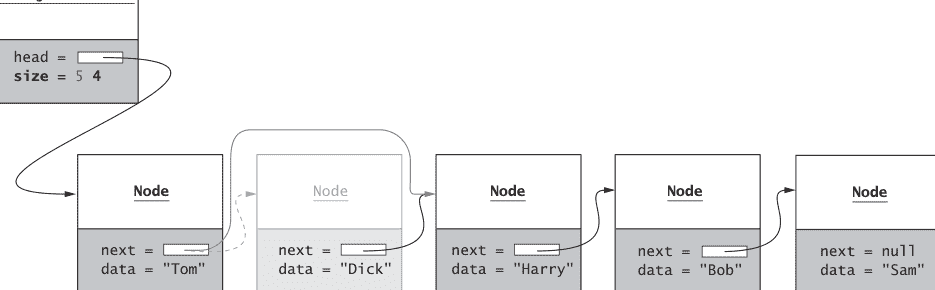 head =
size = 5 4
Node
Node
Node
Node
Node
next =
data = "Tom"
next =
data = "Dick"
next =
data = "Harry"
next =
data = "Bob"
next = null
data = "Sam"